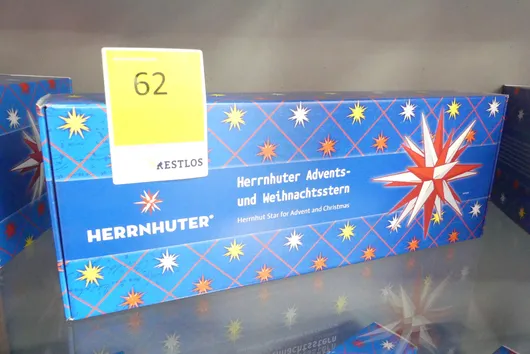 62
RESTLOS
HERRNHUTER®
Herrnhuter Advents-
und Weihnachtsstern
Herrnhut Star for Advent and Christmas